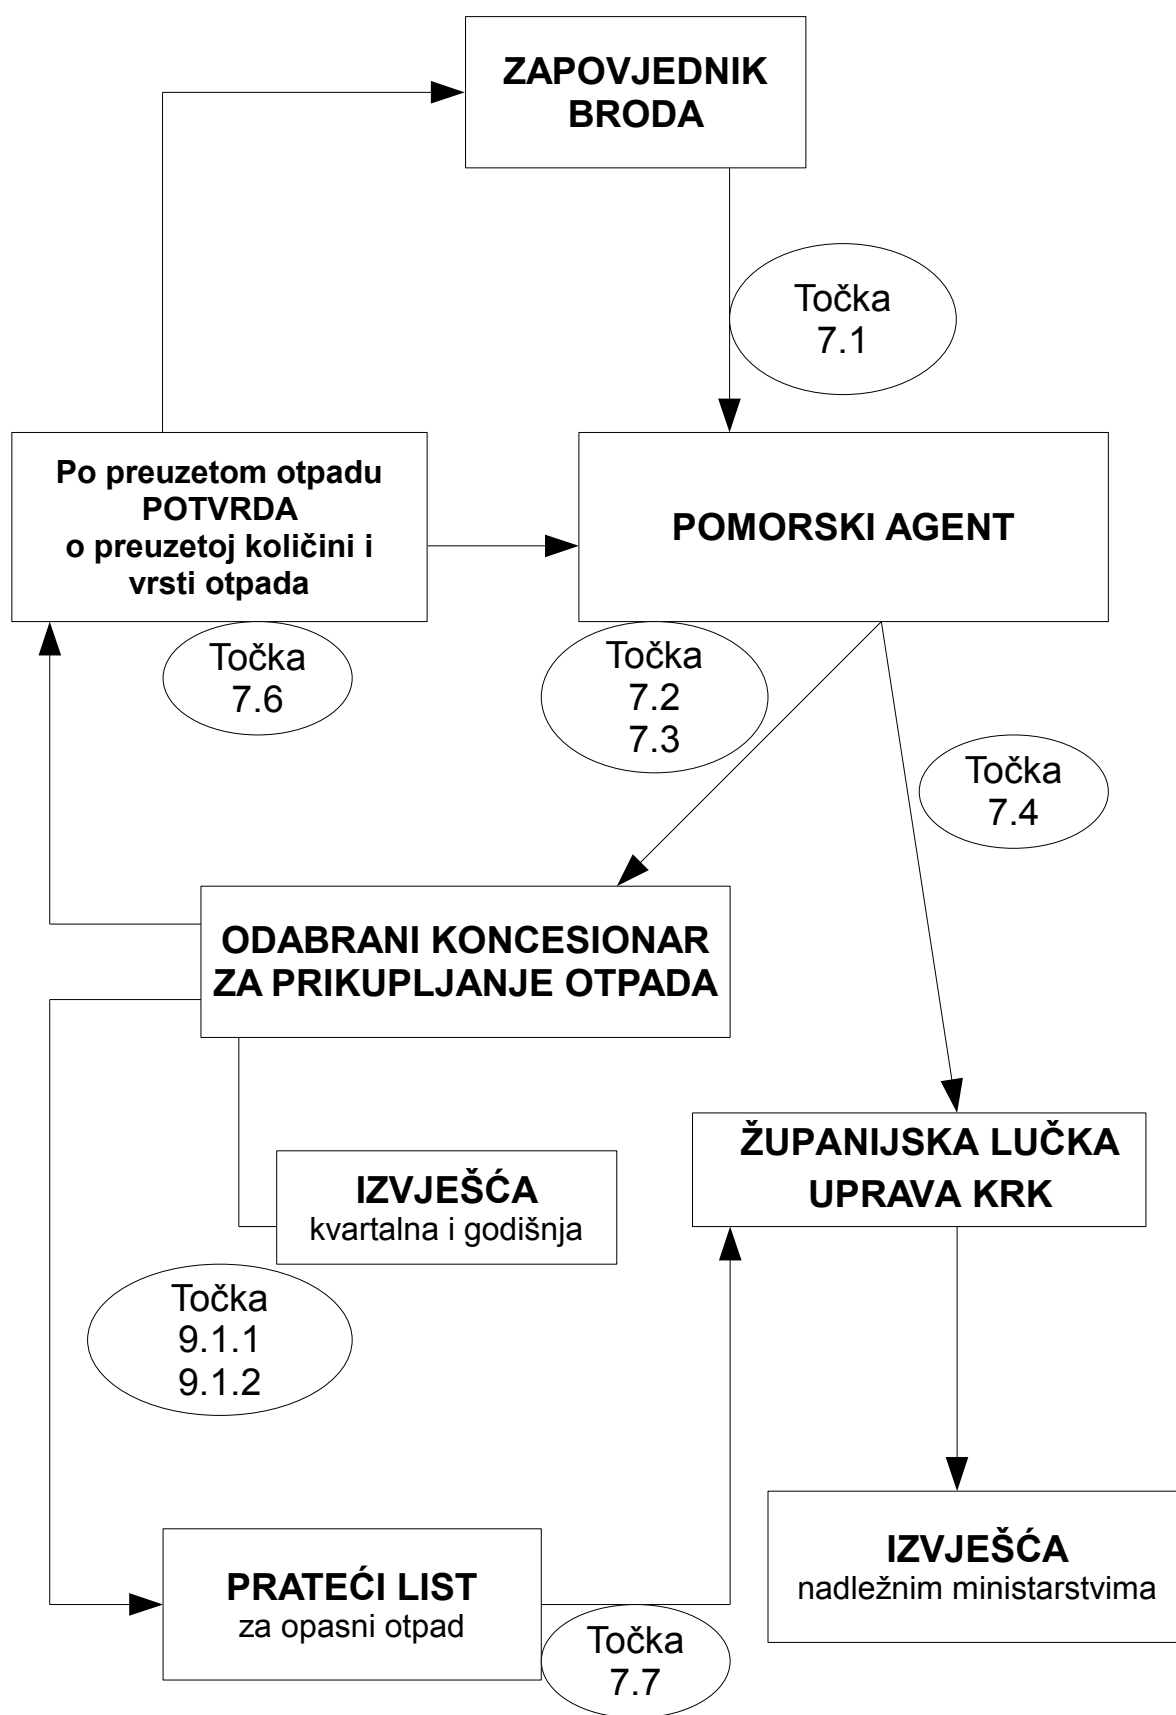 ZAPOVJEDNIK
BRODA
Točka
7.1
Po preuzetom otpadu
POTVRDA
o preuzetoj količini i
vrsti otpada
POMORSKI AGENT
Točka
7.6
Točka
7.2
7.3
Točka
7.4
ODABRANI KONCESIONAR
ZA PRIKUPLJANJE OTPADA
ŽUPANIJSKA LUČKA
UPRAVA KRK
IZVJEŠĆA
kvartalna i godišnja
Točka
9.1.1
9.1.2
IZVJEŠĆA
nadležnim ministarstvima
PRATEĆI LIST
za opasni otpad
Točka
7.7